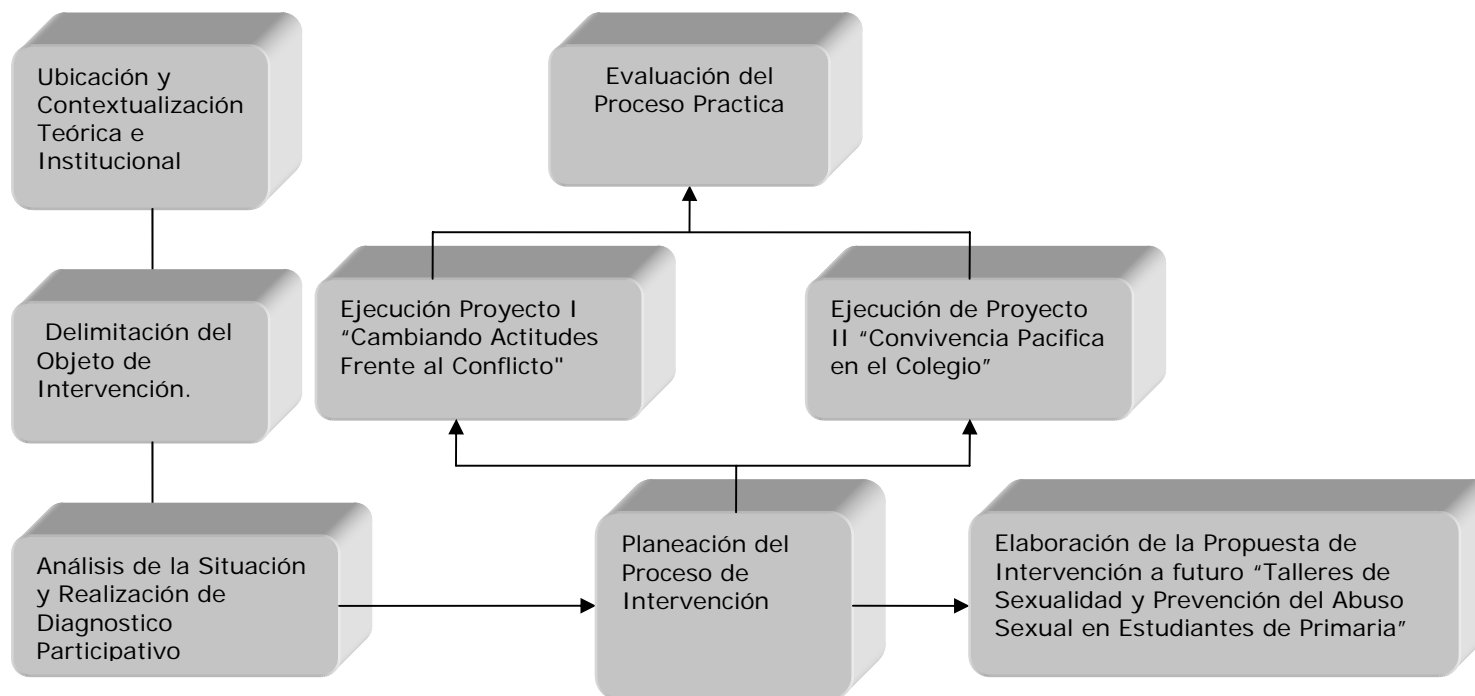 Ubicación y
Contextualización
Teórica e
Institucional
Evaluación del
Proceso Practica
Delimitación del
Objeto de
Intervención.
Ejecución Proyecto I
“Cambiando Actitudes
Frente al Conflicto"
Ejecución de Proyecto
II “Convivencia Pacifica
en el Colegio”
Análisis de la Situación
y Realización de
Diagnostico
Participativo
Planeación del
Proceso de
Intervención
Elaboración de la Propuesta de
Intervención a futuro “Talleres de
Sexualidad y Prevención del Abuso
Sexual en Estudiantes de Primaria”